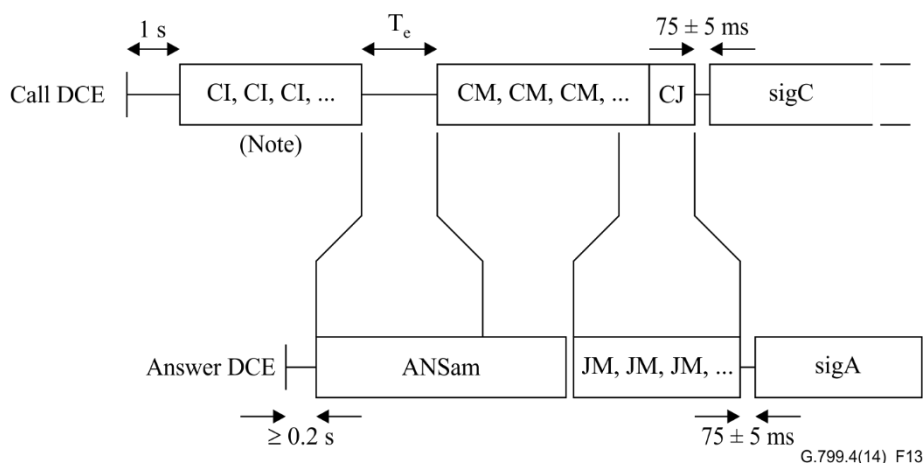 1 s
Tₑ
75 ± 5 ms
Call DCE
CI, CI, CI, ...
CM, CM, CM, ...
CJ
sigC
(Note)
Answer DCE
ANSam
JM, JM, JM, ...
sigA
≥ 0.2 s
75 ± 5 ms
G.799.4(14)_F13